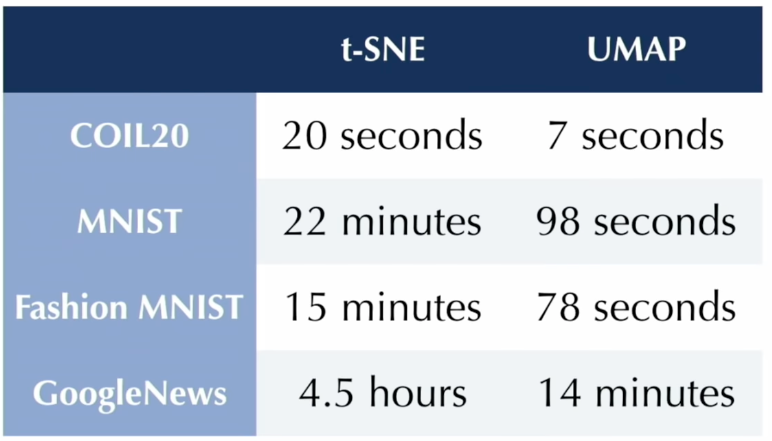 t-SNE UMAP
COIL20 20 seconds 7 seconds
MNIST 22 minutes 98 seconds
Fashion MNIST 15 minutes 78 seconds
GoogleNews 4.5 hours 14 minutes